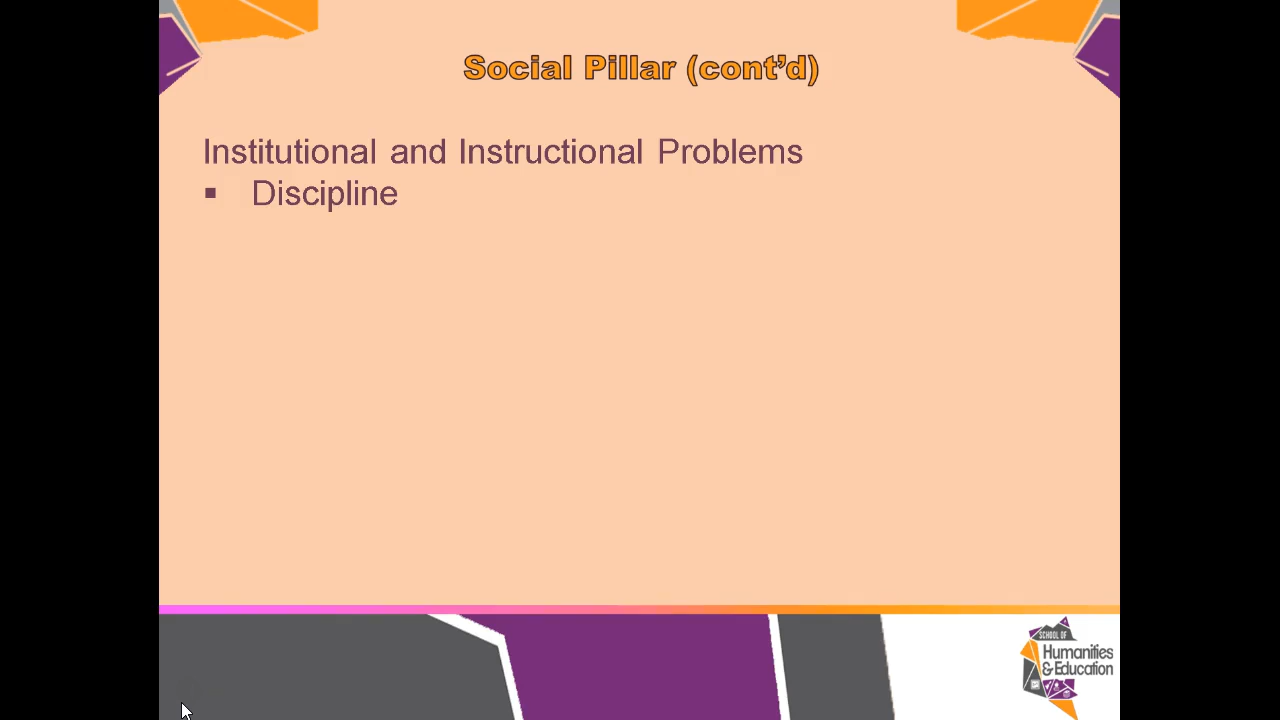 Social Pillar (cont’d)
Institutional and Instructional Problems
▪ Discipline
SCHOOL OF
Humanities
& Education